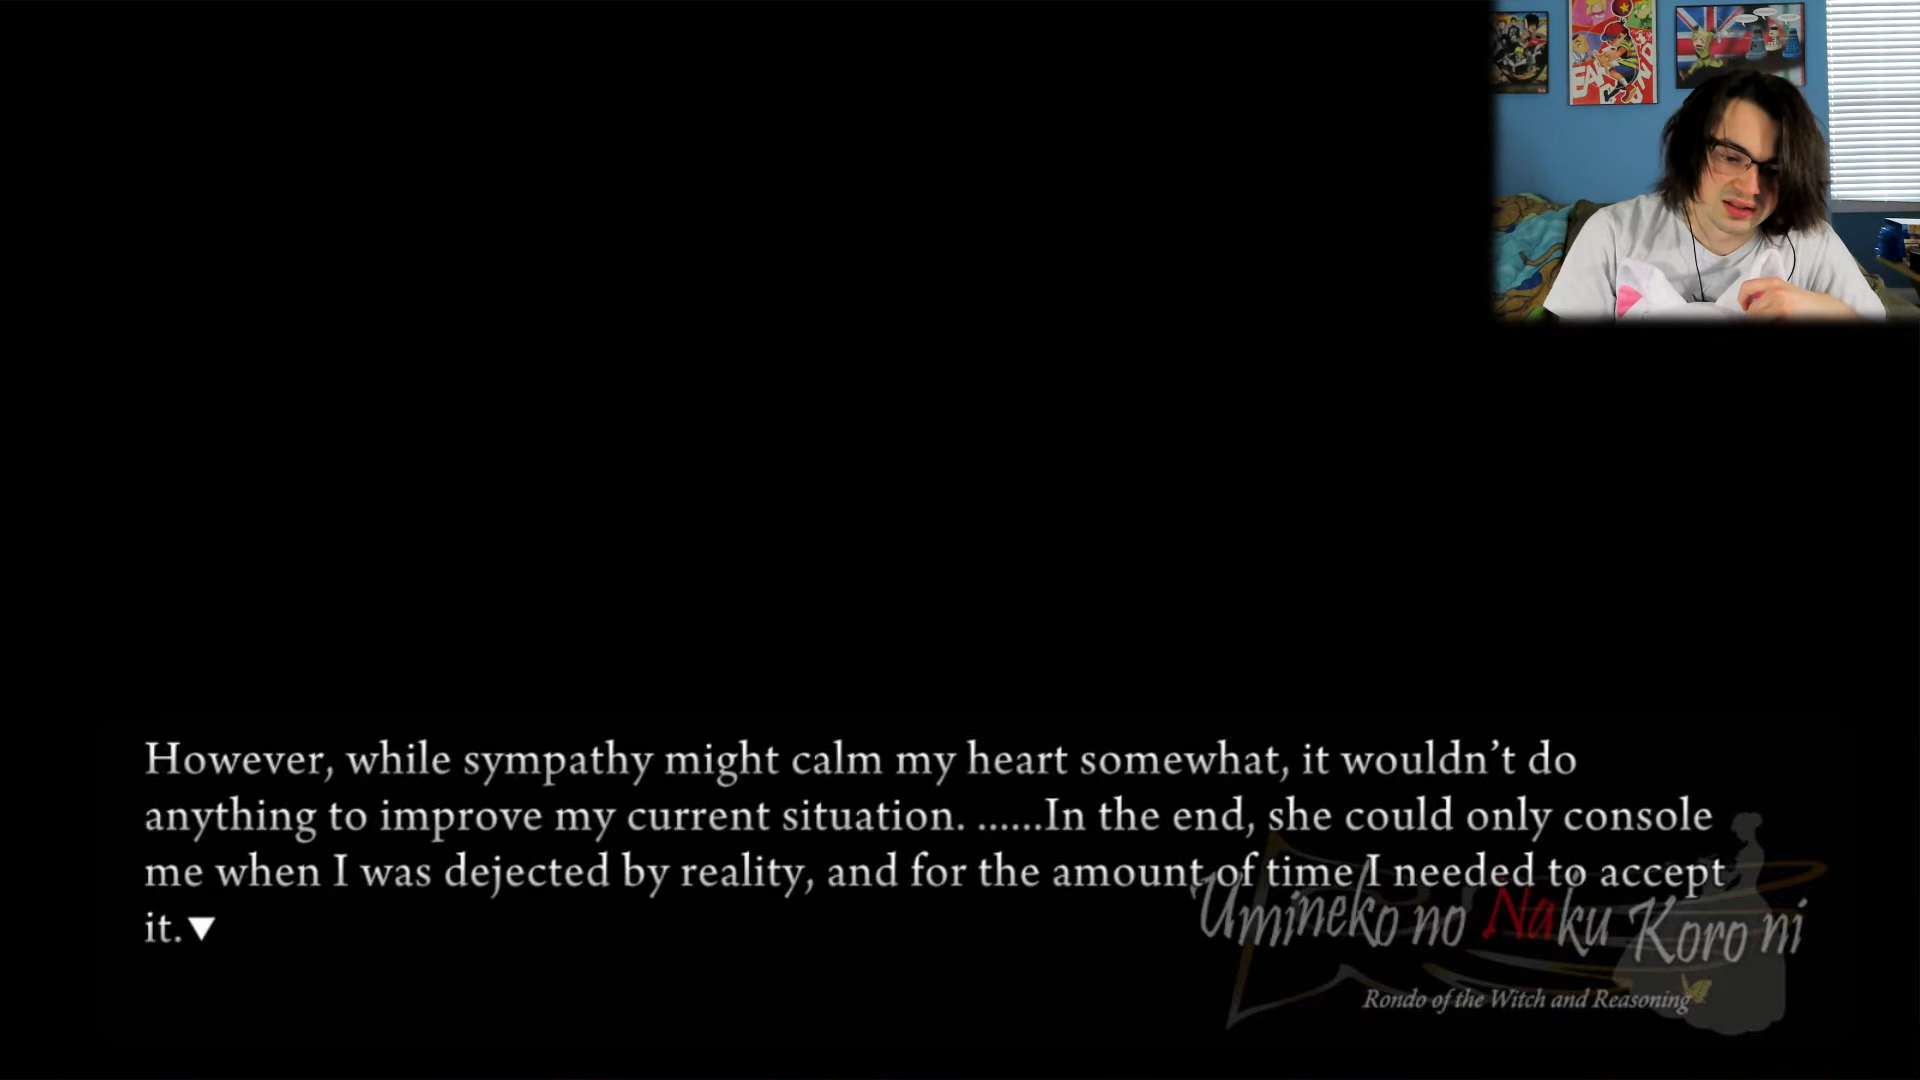 However, while sympathy might calm my heart somewhat, it wouldn’t do
anything to improve my current situation. ......In the end, she could only console
me when I was dejected by reality, and for the amount of time I needed to accept
it.
Umineko no Naku Koro ni
Rondo of the Witch and Reasoning